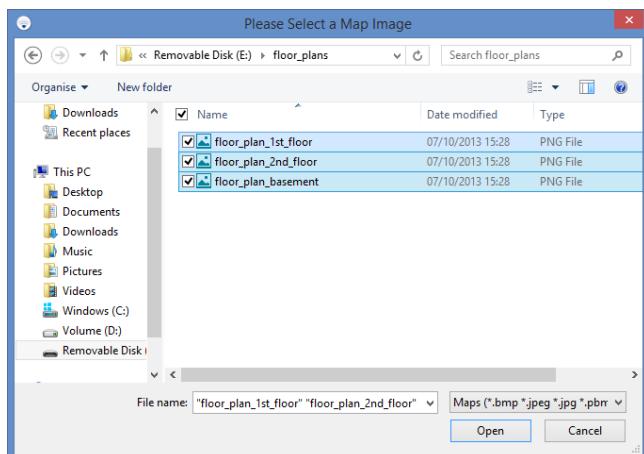 Please Select a Map Image
« Removable Disk (E:) floor_plans
Search floor_plans
Organise
New folder
Downloads
Recent places
This PC
Desktop
Documents
Downloads
Music
Pictures
Videos
Windows (C:)
Volume (D:)
Removable Disk (
Name Date modified Type
floor_plan_1st_floor 07/10/2013 15:28 PNG File
floor_plan_2nd_floor 07/10/2013 15:28 PNG File
floor_plan_basement 07/10/2013 15:28 PNG File
File name: "floor_plan_1st_floor" "floor_plan_2nd_floor"
Maps (*.bmp *.jpeg *.jpg *.pbm
Open Cancel